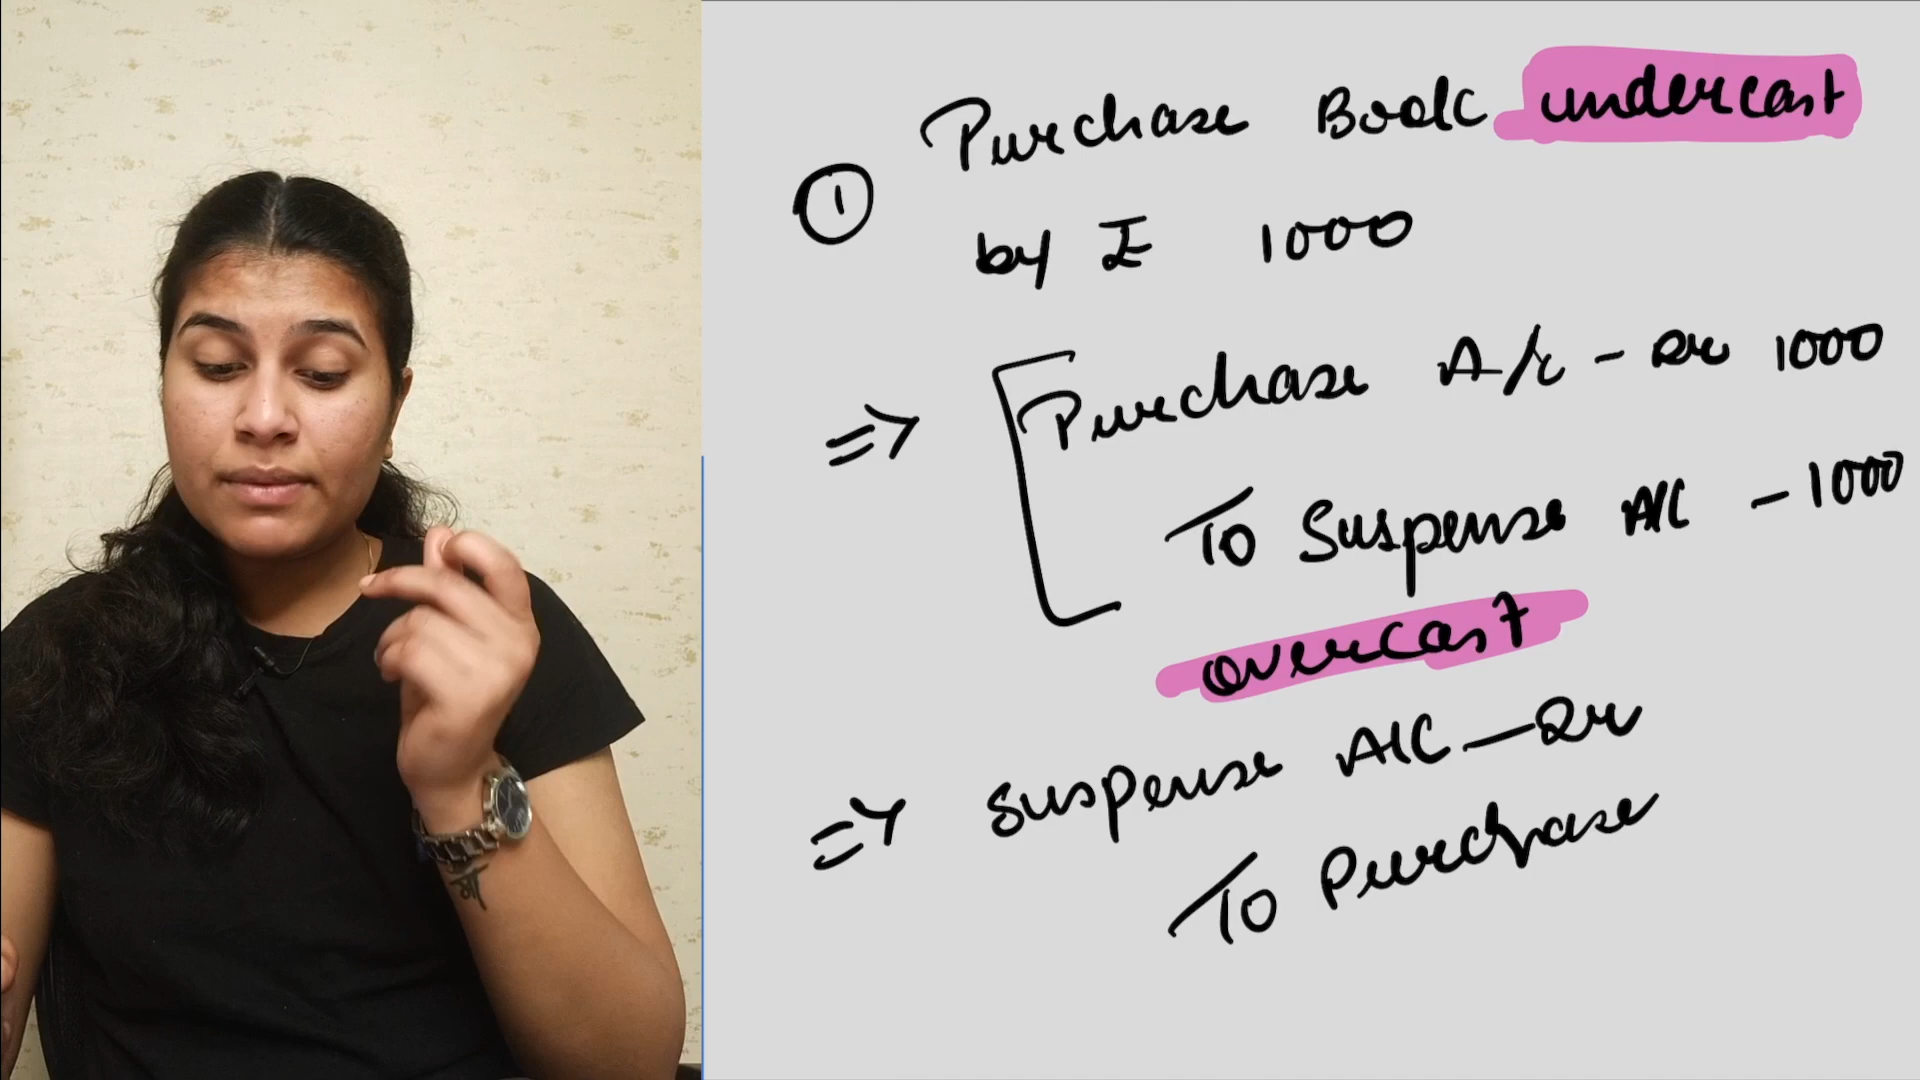 ① Purchase Book undercast
by ₹ 1000
=> Purchase A/c - Dr 1000
To Suspense A/C - 1000
overcast
=> Suspense A/C - Dr
To Purchase
माँ